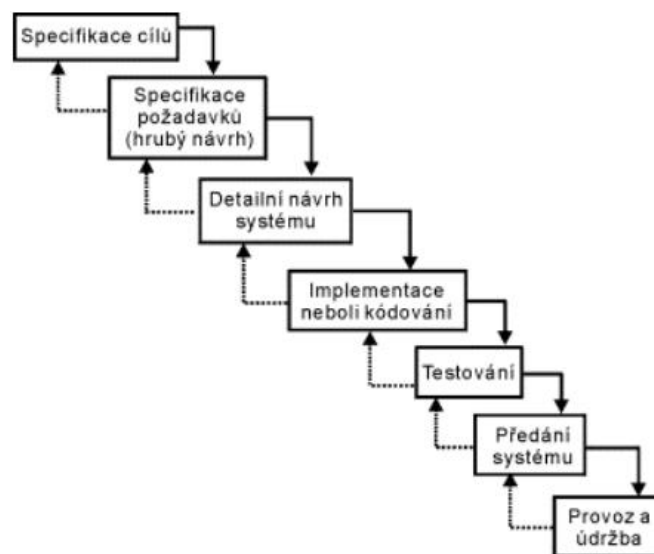 Specifikace cílů
Specifikace
požadavků
(hrubý návrh)
Detailní návrh
systému
Implementace
neboli kódování
Testování
Předání
systému
Provoz a
údržba